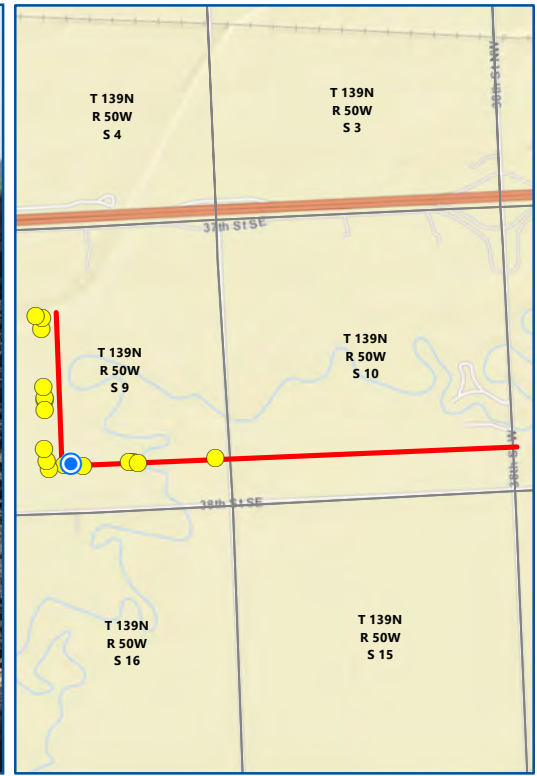 T 139N
R 50W
S 4
T 139N
R 50W
S 3
37th St SE
T 139N
R 50W
S 9
T 139N
R 50W
S 10
38th St SE
T 139N
R 50W
S 16
T 139N
R 50W
S 15